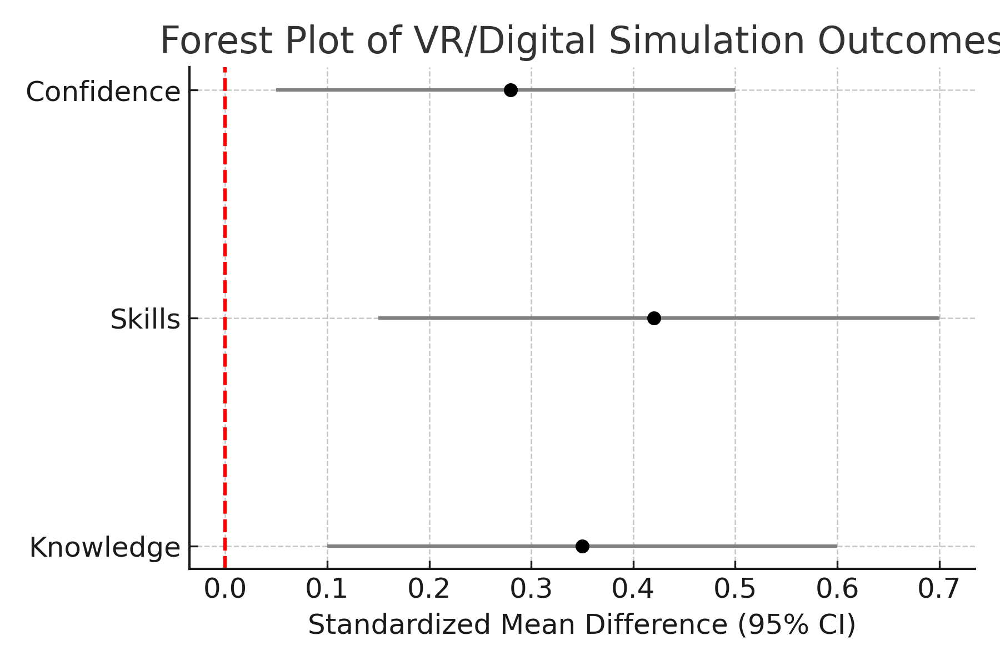 Forest Plot of VR/Digital Simulation Outcomes
Confidence
Skills
Knowledge
0.0 0.1 0.2 0.3 0.4 0.5 0.6 0.7
Standardized Mean Difference (95% CI)